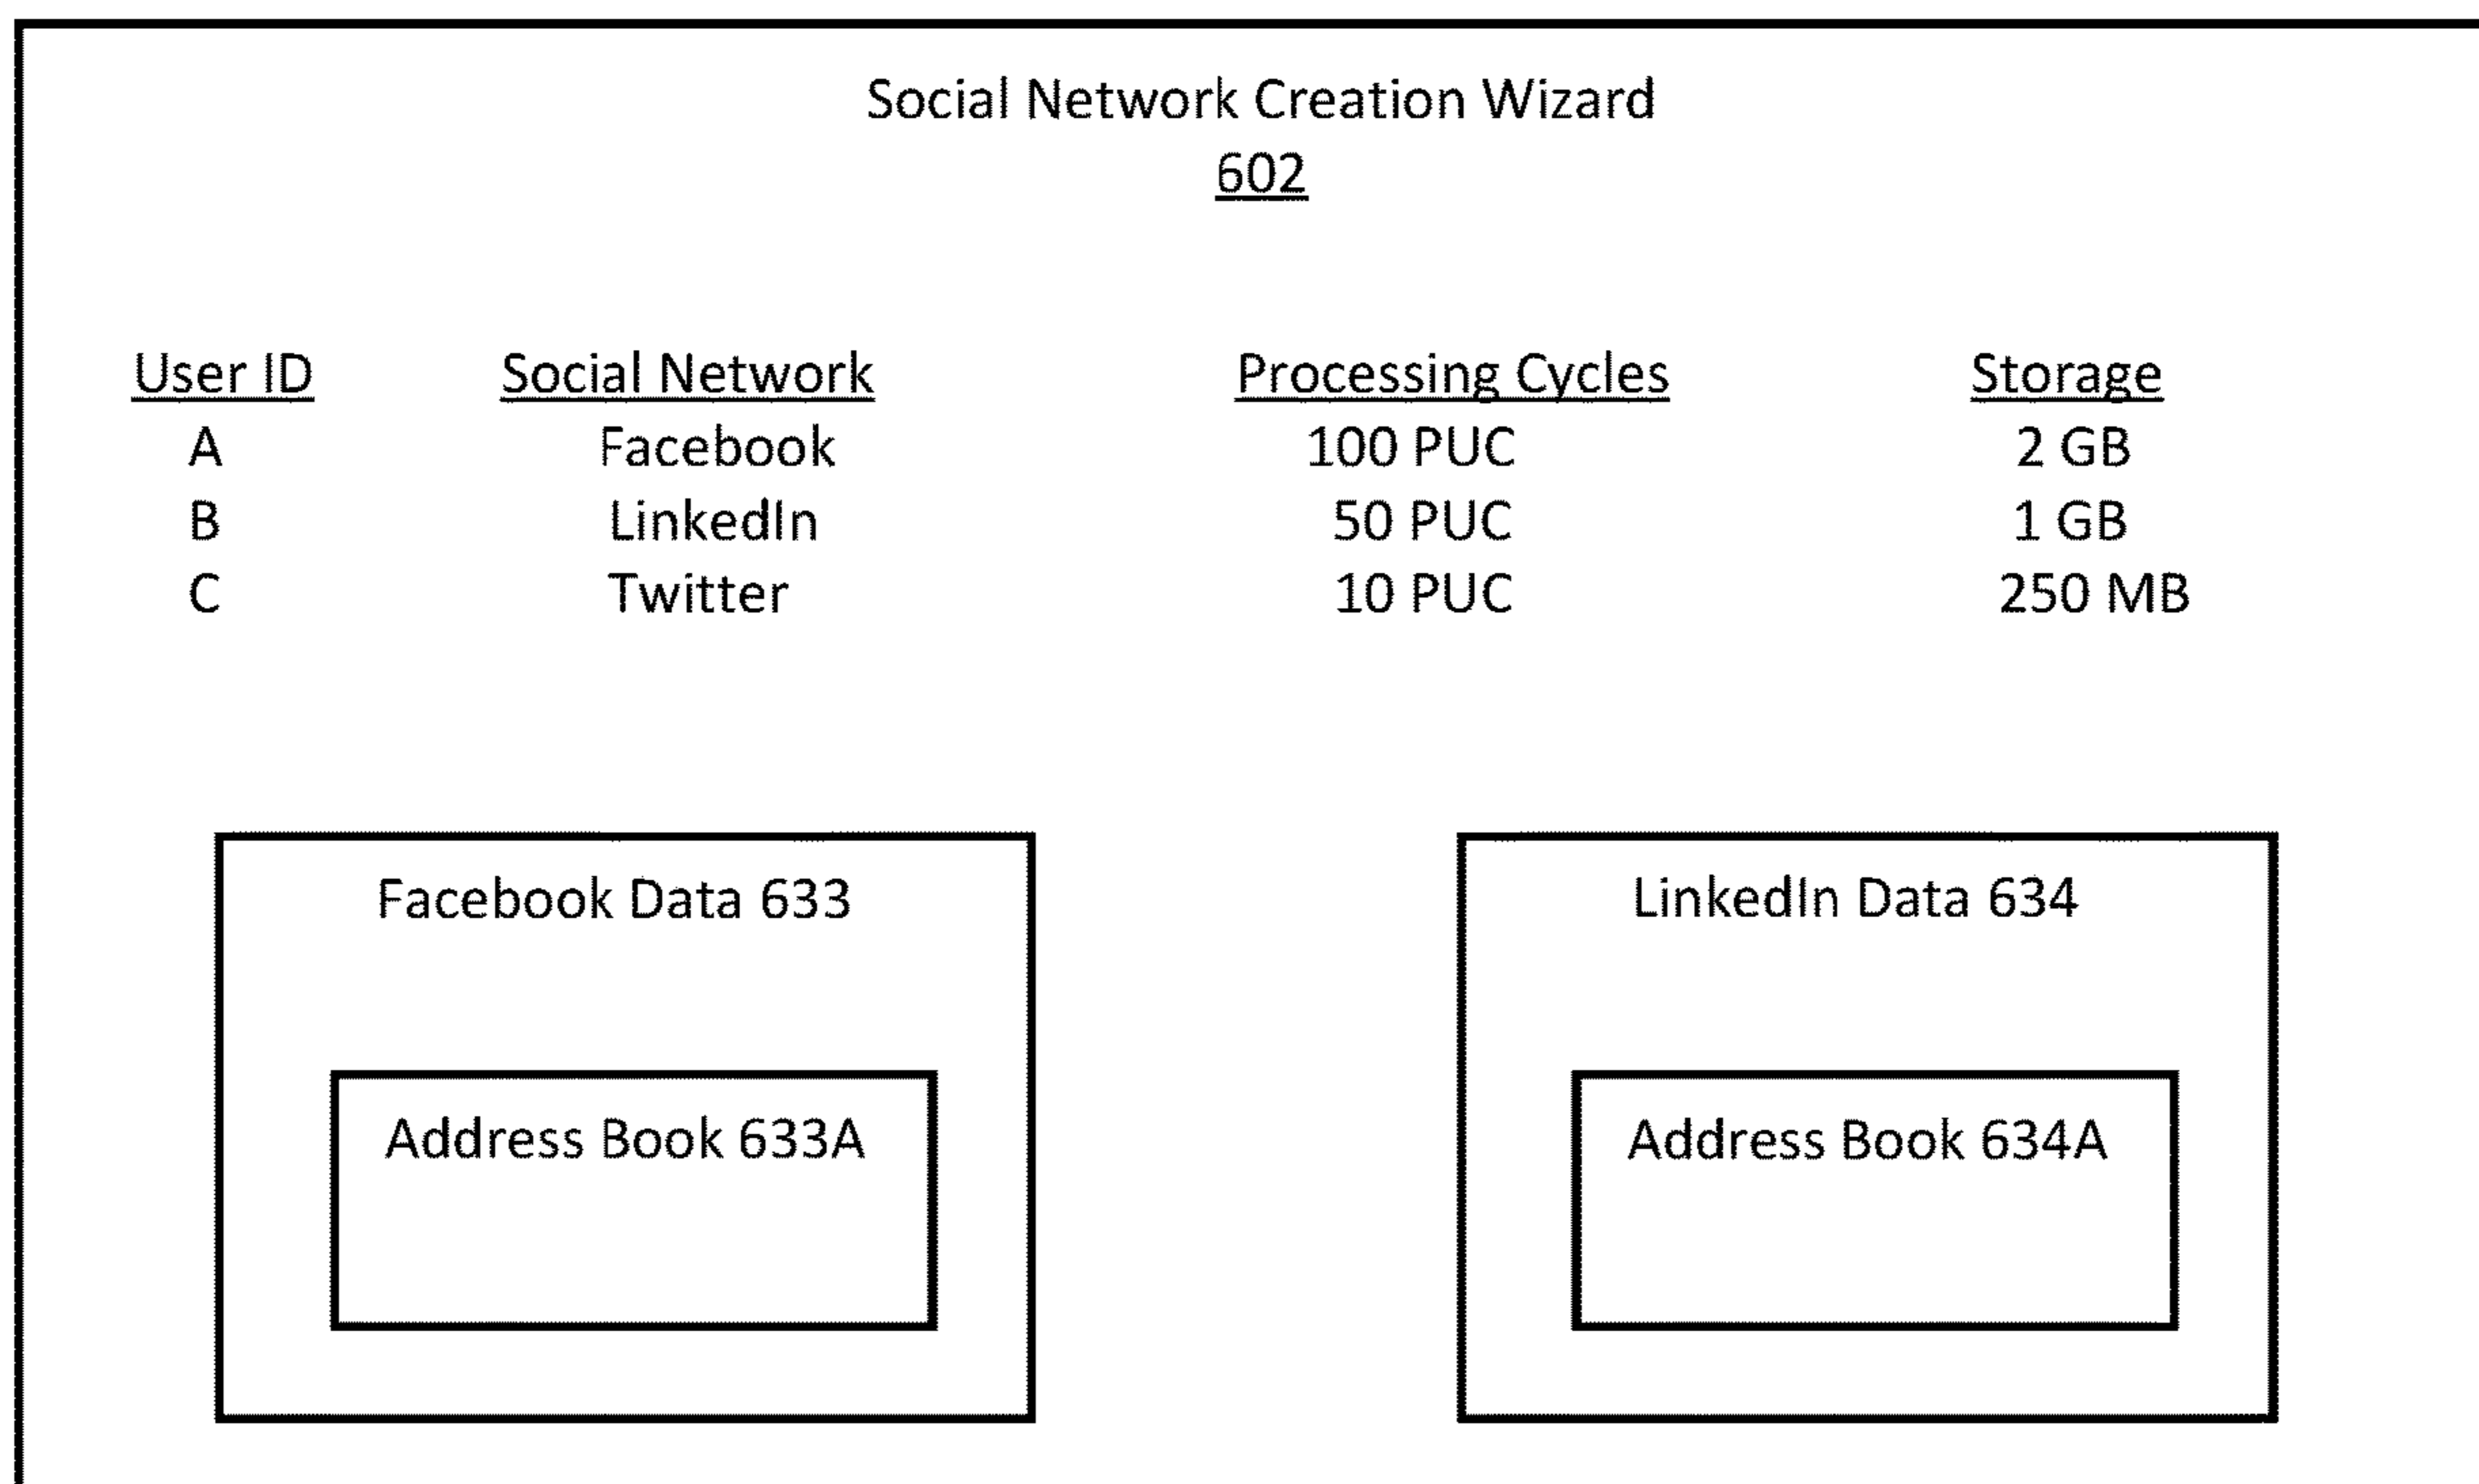 Social Network Creation Wizard
602
User ID Social Network Processing Cycles Storage
A Facebook 100 PUC 2 GB
B LinkedIn 50 PUC 1 GB
C Twitter 10 PUC 250 MB
Facebook Data 633 LinkedIn Data 634
Address Book 633A Address Book 634A